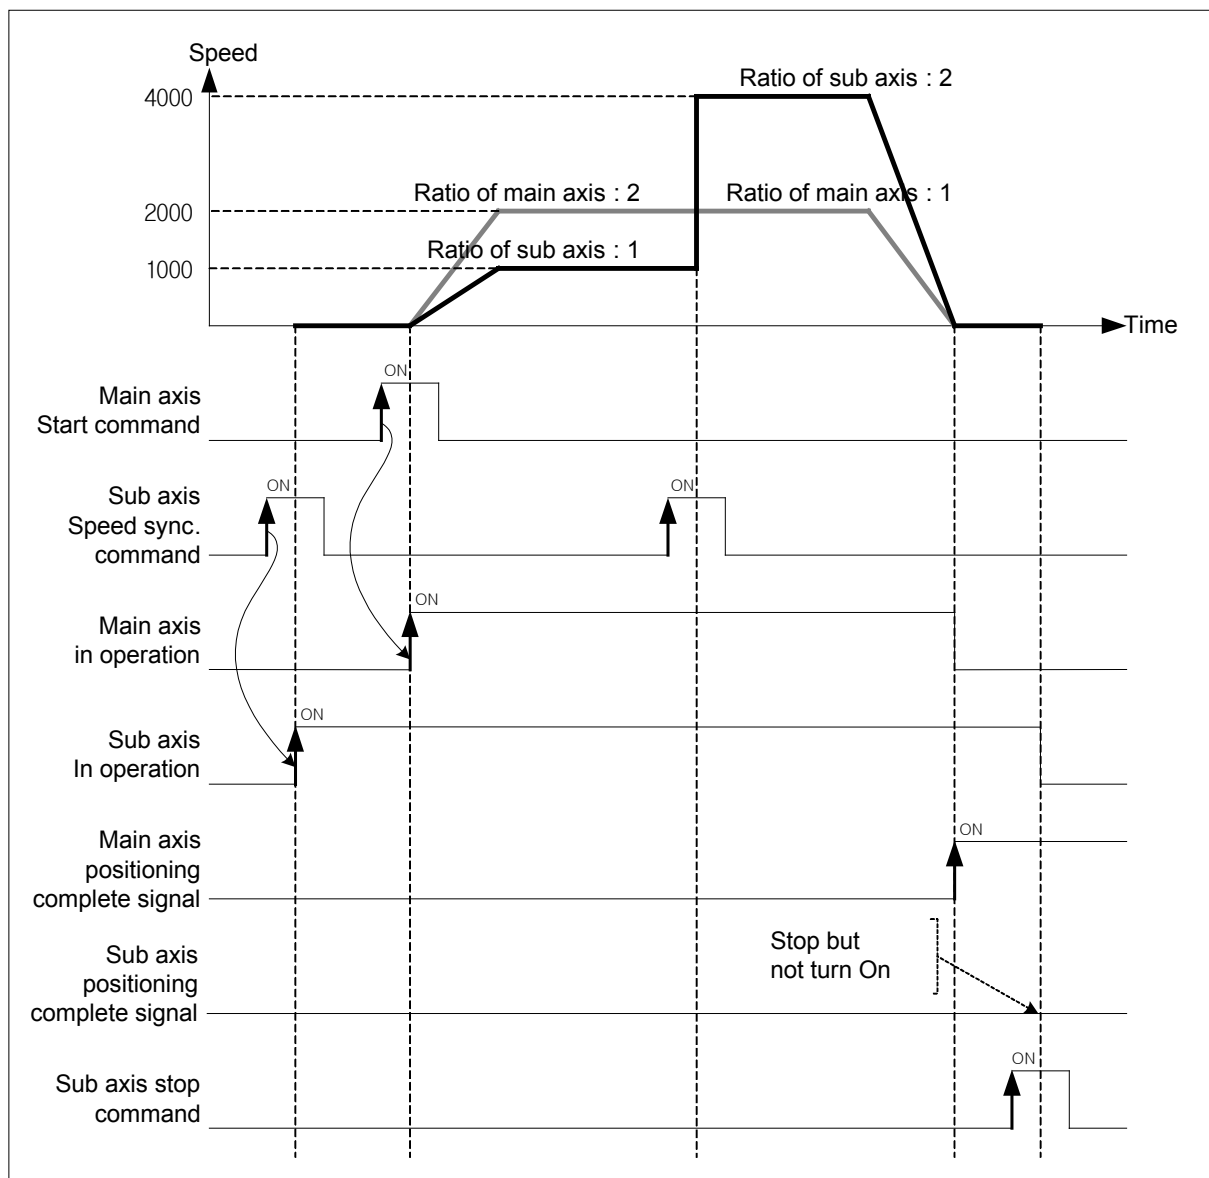 Speed
Ratio of sub axis : 2
4000
Ratio of main axis : 2
Ratio of main axis : 1
2000
Ratio of sub axis : 1
1000
Time
ON
Main axis
Start command
ON
ON
Sub axis
Speed sync.
command
ON
Main axis
in operation
ON
Sub axis
In operation
ON
Main axis
positioning
complete signal
Stop but
not turn On
Sub axis
positioning
complete signal
ON
Sub axis stop
command